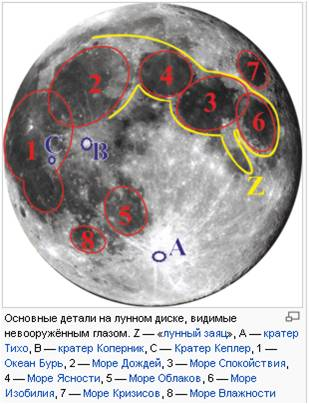 7
2
4
3
6
1
C
B
Z
5
8
A
Основные детали на лунном диске, видимые
невооружённым глазом. Z — «лунный заяц», A — кратер
Тихо, B — кратер Коперник, C — Кратер Кеплер, 1 —
Океан Бурь, 2 — Море Дождей, 3 — Море Спокойствия,
4 — Море Ясности, 5 — Море Облаков, 6 — Море
Изобилия, 7 — Море Кризисов, 8 — Море Влажности